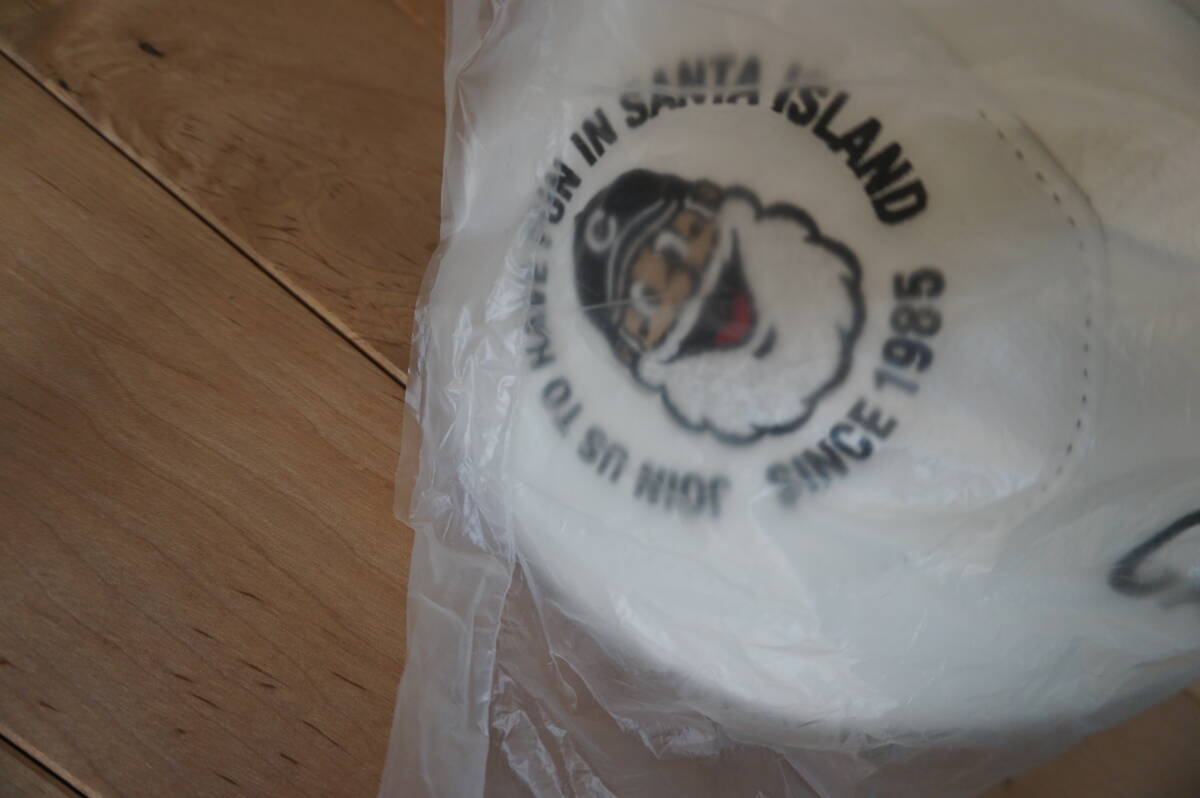 JOIN US TO HAVE FUN IN SANTA ISLAND
SINCE 1985
C